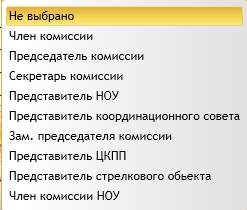 Не выбрано
Член комиссии
Председатель комиссии
Секретарь комиссии
Представитель НОУ
Представитель координационного совета
Зам. председателя комиссии
Представитель ЦКПП
Представитель стрелкового обьекта
Член комиссии НОУ